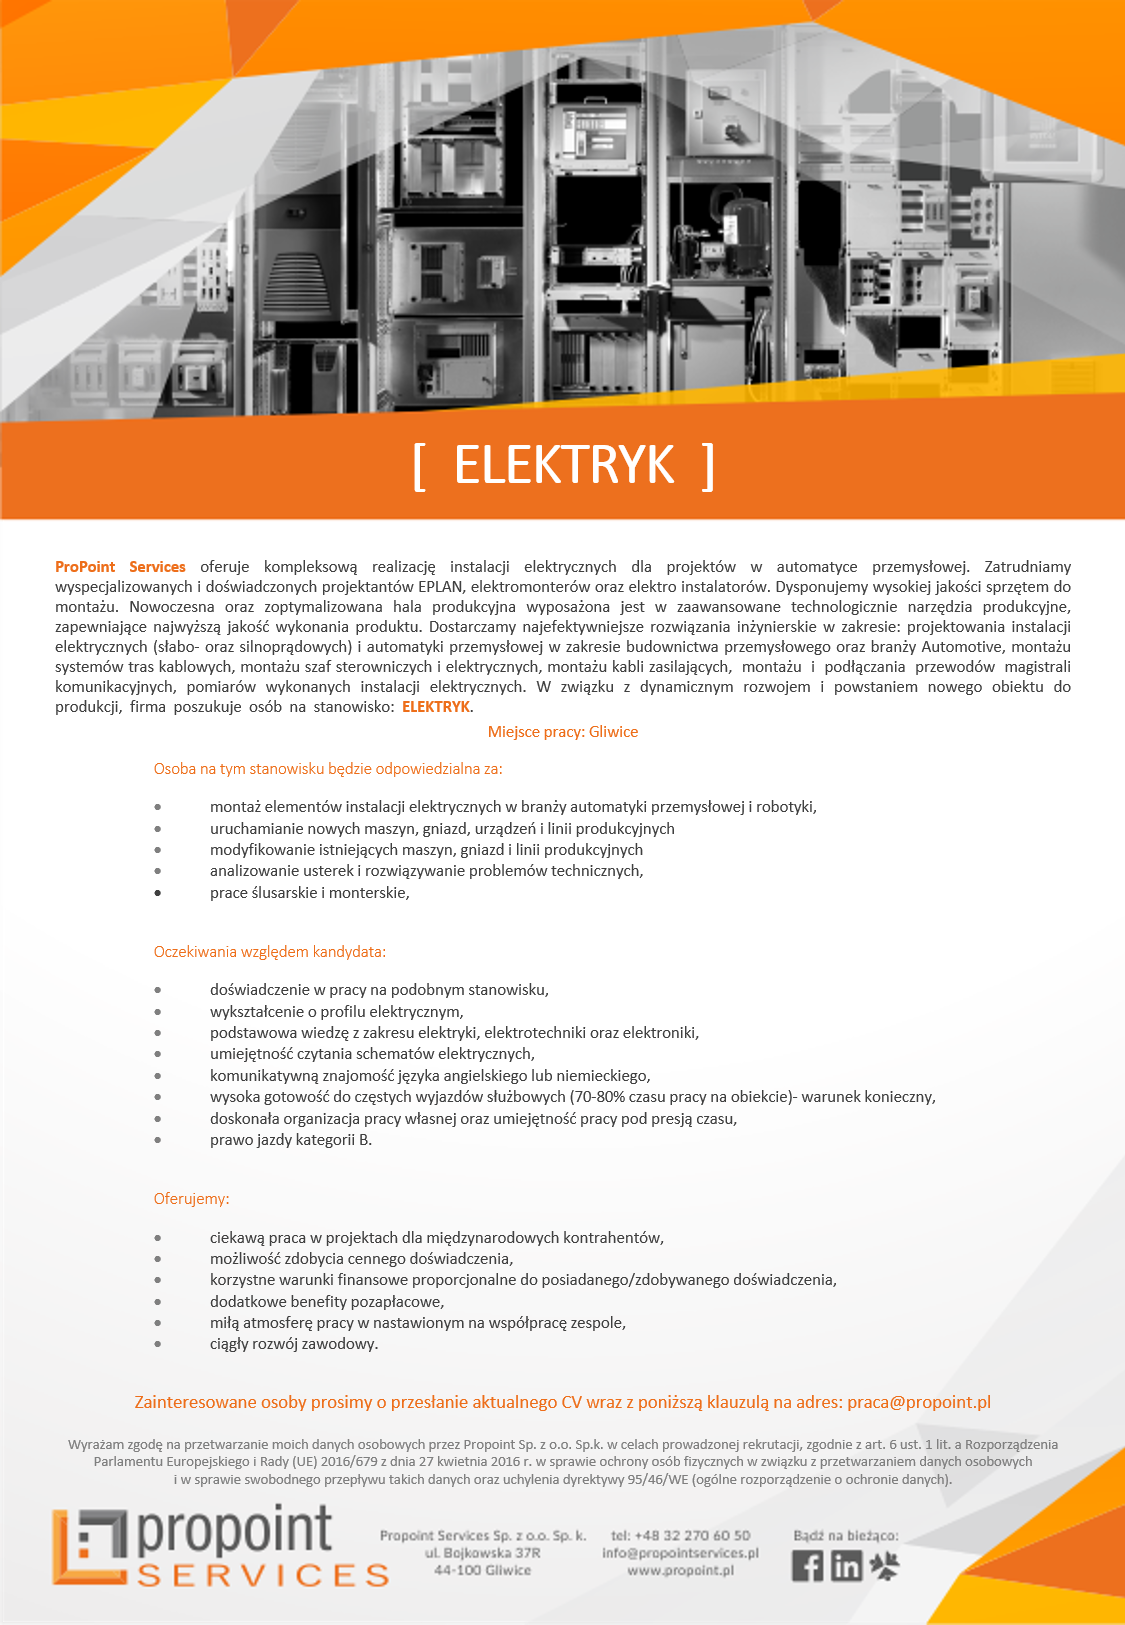 [ ELEKTRYK ]
ProPoint Services oferuje kompleksową realizację instalacji elektrycznych dla projektów w automatyce przemysłowej. Zatrudniamy
wyspecjalizowanych i doświadczonych projektantów EPLAN, elektromonterów oraz elektro instalatorów. Dysponujemy wysokiej jakości sprzętem do
montażu. Nowoczesna oraz zoptymalizowana hala produkcyjna wyposażona jest w zaawansowane technologicznie narzędzia produkcyjne,
zapewniające najwyższą jakość wykonania produktu. Dostarczamy najefektywniejsze rozwiązania inżynierskie w zakresie: projektowania instalacji
elektrycznych (słabo- oraz silnoprądowych) i automatyki przemysłowej w zakresie budownictwa przemysłowego oraz branży Automotive, montażu
systemów tras kablowych, montażu szaf sterowniczych i elektrycznych, montażu kabli zasilających, montażu i podłączania przewodów magistrali
komunikacyjnych, pomiarów wykonanych instalacji elektrycznych. W związku z dynamicznym rozwojem i powstaniem nowego obiektu do
produkcji, firma poszukuje osób na stanowisko: ELEKTRYK.
Miejsce pracy: Gliwice
Osoba na tym stanowisku będzie odpowiedzialna za:
• montaż elementów instalacji elektrycznych w branży automatyki przemysłowej i robotyki,
• uruchamianie nowych maszyn, gniazd, urządzeń i linii produkcyjnych
• modyfikowanie istniejących maszyn, gniazd i linii produkcyjnych
• analizowanie usterek i rozwiązywanie problemów technicznych,
• prace ślusarskie i monterskie,
Oczekiwania względem kandydata:
• doświadczenie w pracy na podobnym stanowisku,
• wykształcenie o profilu elektrycznym,
• podstawowa wiedzę z zakresu elektryki, elektrotechniki oraz elektroniki,
• umiejętność czytania schematów elektrycznych,
• komunikatywną znajomość języka angielskiego lub niemieckiego,
• wysoka gotowość do częstych wyjazdów służbowych (70-80% czasu pracy na obiekcie)- warunek konieczny,
• doskonała organizacja pracy własnej oraz umiejętność pracy pod presją czasu,
• prawo jazdy kategorii B.
Oferujemy:
• ciekawą praca w projektach dla międzynarodowych kontrahentów,
• możliwość zdobycia cennego doświadczenia,
• korzystne warunki finansowe proporcjonalne do posiadanego/zdobywanego doświadczenia,
• dodatkowe benefity pozapłacowe,
• miłą atmosferę pracy w nastawionym na współpracę zespole,
• ciągły rozwój zawodowy.
Zainteresowane osoby prosimy o przesłanie aktualnego CV wraz z poniższą klauzulą na adres: praca@propoint.pl
Wyrażam zgodę na przetwarzanie moich danych osobowych przez Propoint Sp. z o.o. Sp.k. w celach prowadzonej rekrutacji, zgodnie z art. 6 ust. 1 lit. a Rozporządzenia
Parlamentu Europejskiego i Rady (UE) 2016/679 z dnia 27 kwietnia 2016 r. w sprawie ochrony osób fizycznych w związku z przetwarzaniem danych osobowych
i w sprawie swobodnego przepływu takich danych oraz uchylenia dyrektywy 95/46/WE (ogólne rozporządzenie o ochronie danych).
propoint
SERVICES
Propoint Services Sp. z o.o. Sp. k.
ul. Bojkowska 37R
44-100 Gliwice
tel: +48 32 270 60 50
info@propointservices.pl
www.propoint.pl
Bądź na bieżąco: